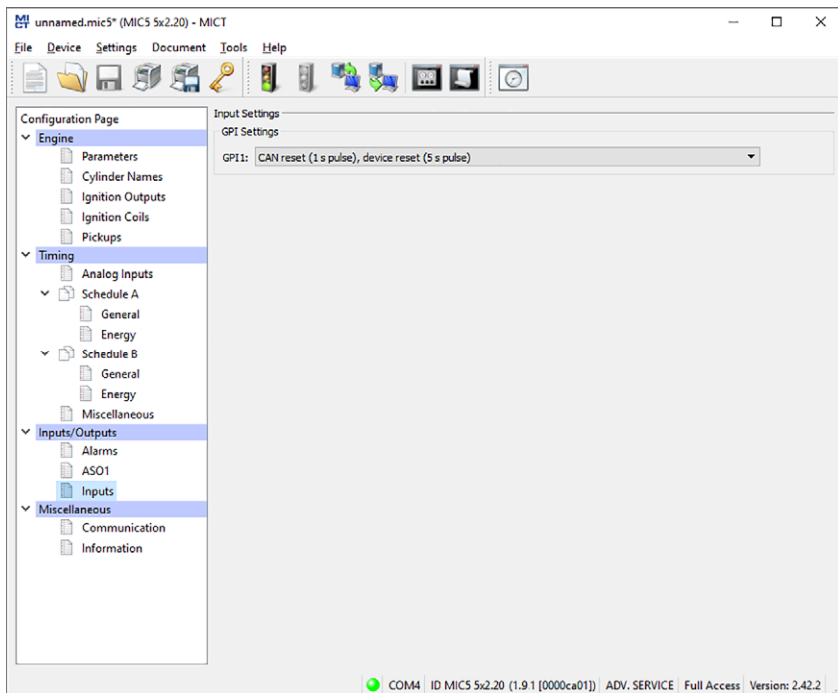 MICT unnamed.mic5* (MIC5 5x2.20) - MICT
File Device Settings Document Tools Help
Configuration Page
Engine
Parameters
Cylinder Names
Ignition Outputs
Ignition Coils
Pickups
Timing
Analog Inputs
Schedule A
General
Energy
Schedule B
General
Energy
Miscellaneous
Inputs/Outputs
Alarms
ASO1
Inputs
Miscellaneous
Communication
Information
Input Settings
GPI Settings
GPI1: CAN reset (1 s pulse), device reset (5 s pulse)
COM4 ID MIC5 5x2.20 (1.9.1 [0000ca01]) ADV. SERVICE Full Access Version: 2.42.2